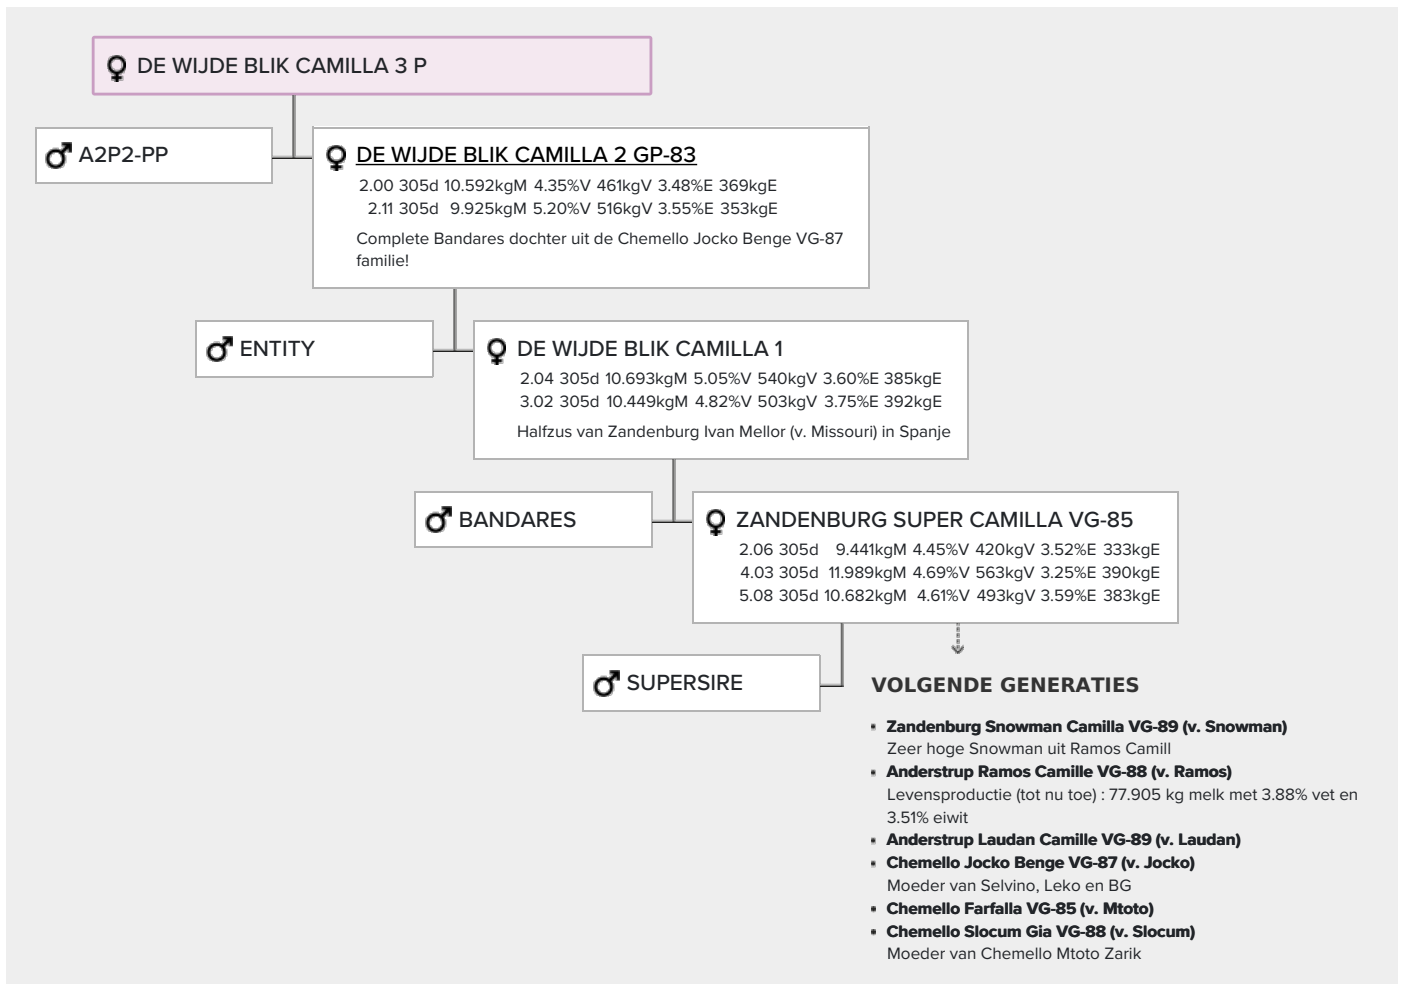 DE WIJDE BLIK CAMILLA 3 P
A2P2-PP
DE WIJDE BLIK CAMILLA 2 GP-83
2.00 305d 10.592kgM 4.35%V 461kgV 3.48%E 369kgE
2.11 305d 9.925kgM 5.20%V 516kgV 3.55%E 353kgE
Complete Bandares dochter uit de Chemello Jocko Benge VG-87
familie!
ENTITY
DE WIJDE BLIK CAMILLA 1
2.04 305d 10.693kgM 5.05%V 540kgV 3.60%E 385kgE
3.02 305d 10.449kgM 4.82%V 503kgV 3.75%E 392kgE
Halfzus van Zandenburg Ivan Mellor (v. Missouri) in Spanje
BANDARES
ZANDENBURG SUPER CAMILLA VG-85
2.06 305d 9.441kgM 4.45%V 420kgV 3.52%E 333kgE
4.03 305d 11.989kgM 4.69%V 563kgV 3.25%E 390kgE
5.08 305d 10.682kgM 4.61%V 493kgV 3.59%E 383kgE
SUPERSIRE
VOLGENDE GENERATIES
Zandenburg Snowman Camilla VG-89 (v. Snowman)
Zeer hoge Snowman uit Ramos Camill
Anderstrup Ramos Camille VG-88 (v. Ramos)
Levensproductie (tot nu toe) : 77.905 kg melk met 3.88% vet en
3.51% eiwit
Anderstrup Laudan Camille VG-89 (v. Laudan)
Chemello Jocko Benge VG-87 (v. Jocko)
Moeder van Selvino, Leko en BG
Chemello Farfalla VG-85 (v. Mtoto)
Chemello Slocum Gia VG-88 (v. Slocum)
Moeder van Chemello Mtoto Zarik